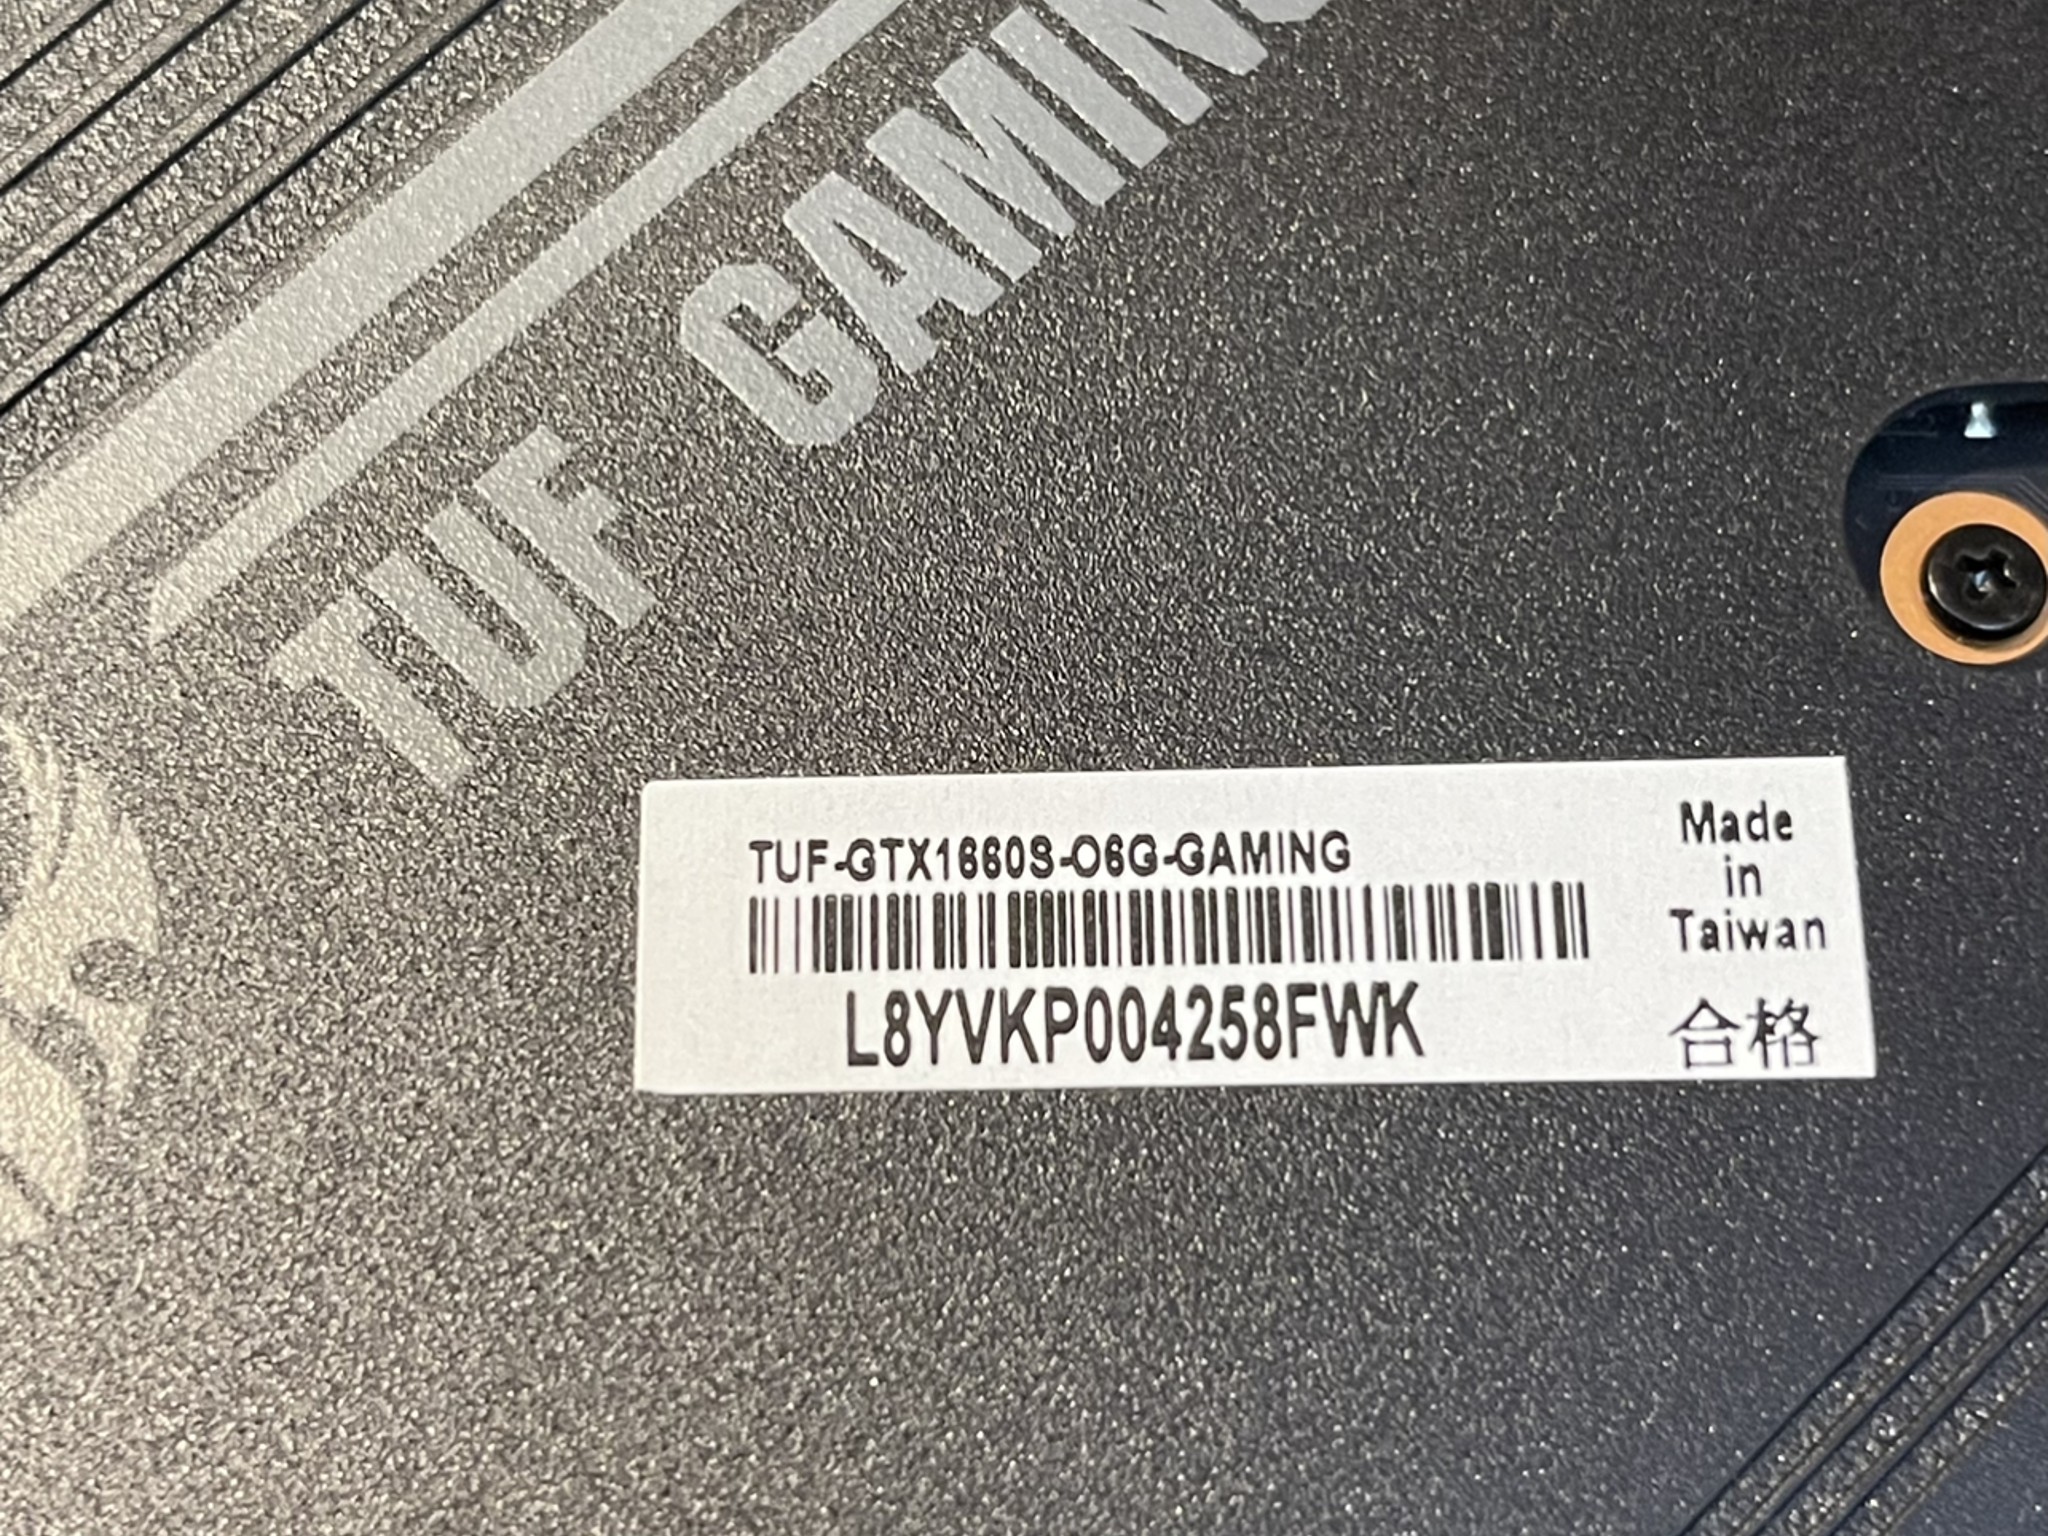 TUF GAMING
TUF-GTX1660S-O6G-GAMING
L8YVKP004258FWK
Made
in
Taiwan
合格